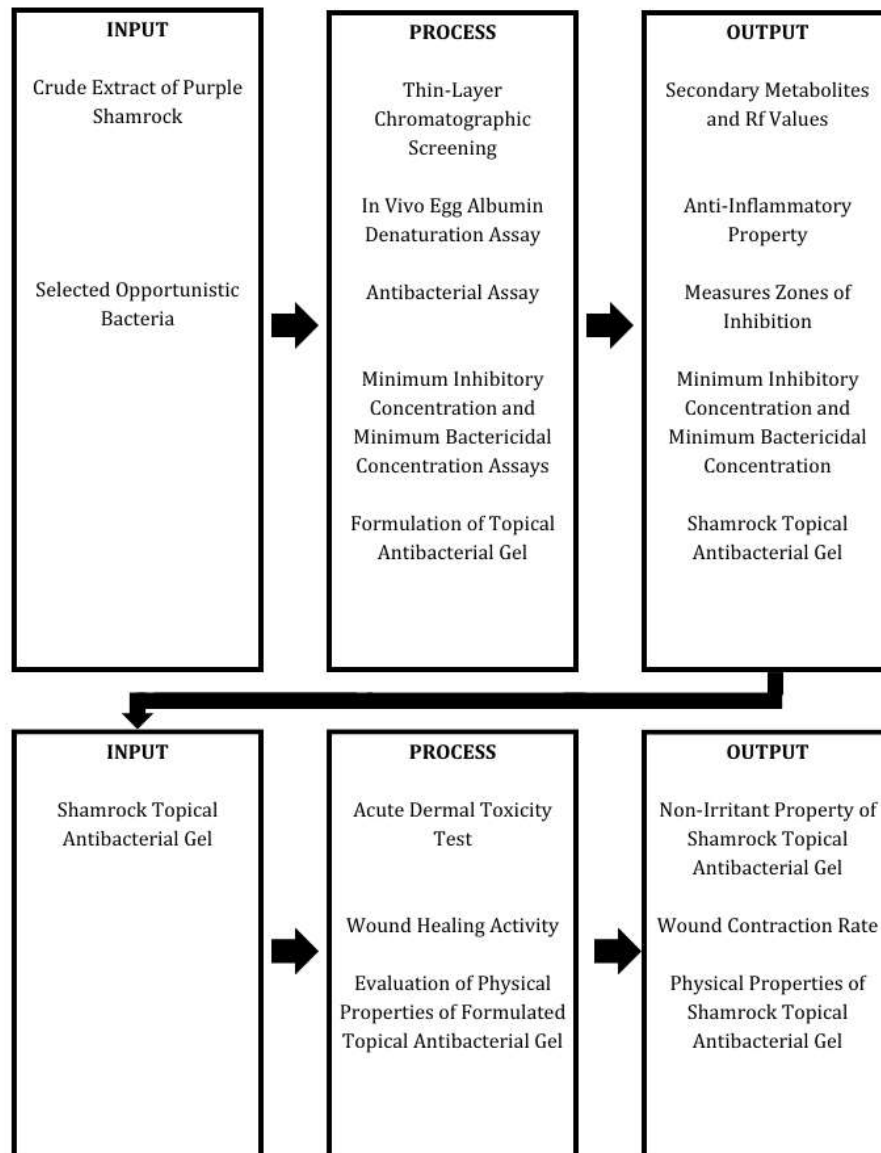 INPUT
Crude Extract of Purple
Shamrock
Selected Opportunistic
Bacteria
PROCESS
Thin-Layer
Chromatographic
Screening
In Vivo Egg Albumin
Denaturation Assay
Antibacterial Assay
Minimum Inhibitory
Concentration and
Minimum Bactericidal
Concentration Assays
Formulation of Topical
Antibacterial Gel
OUTPUT
Secondary Metabolites
and Rf Values
Anti-Inflammatory
Property
Measures Zones of
Inhibition
Minimum Inhibitory
Concentration and
Minimum Bactericidal
Concentration
Shamrock Topical
Antibacterial Gel
INPUT
Shamrock Topical
Antibacterial Gel
PROCESS
Acute Dermal Toxicity
Test
Wound Healing Activity
Evaluation of Physical
Properties of Formulated
Topical Antibacterial Gel
OUTPUT
Non-Irritant Property of
Shamrock Topical
Antibacterial Gel
Wound Contraction Rate
Physical Properties of
Shamrock Topical
Antibacterial Gel